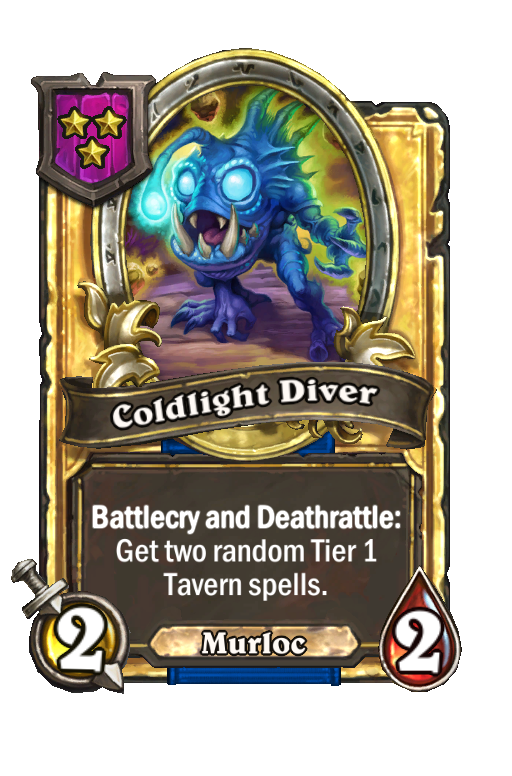 Coldlight Diver
Battlecry and Deathrattle:
Get two random Tier 1
Tavern spells.
2
Murloc
2